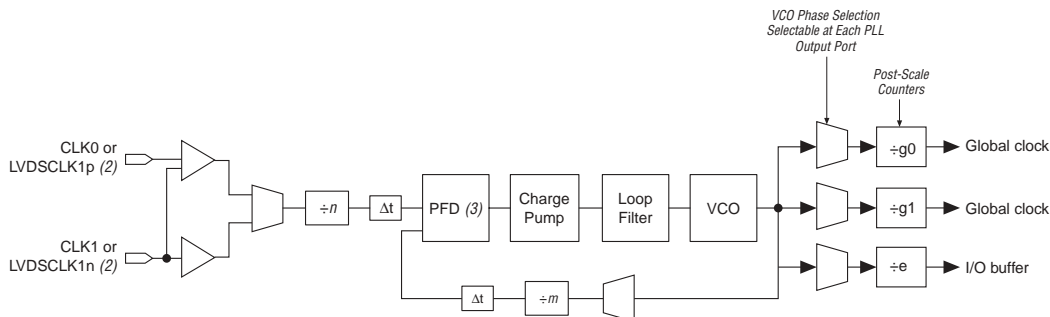 VCO Phase Selection
Selectable at Each PLL
Output Port
Post-Scale
Counters
CLK0 or
LVDSCLK1p (2)
÷n
Δt
PFD (3)
Charge
Pump
Loop
Filter
VCO
÷g0
Global clock
÷g1
Global clock
CLK1 or
LVDSCLK1n (2)
÷e
I/O buffer
Δt
÷m